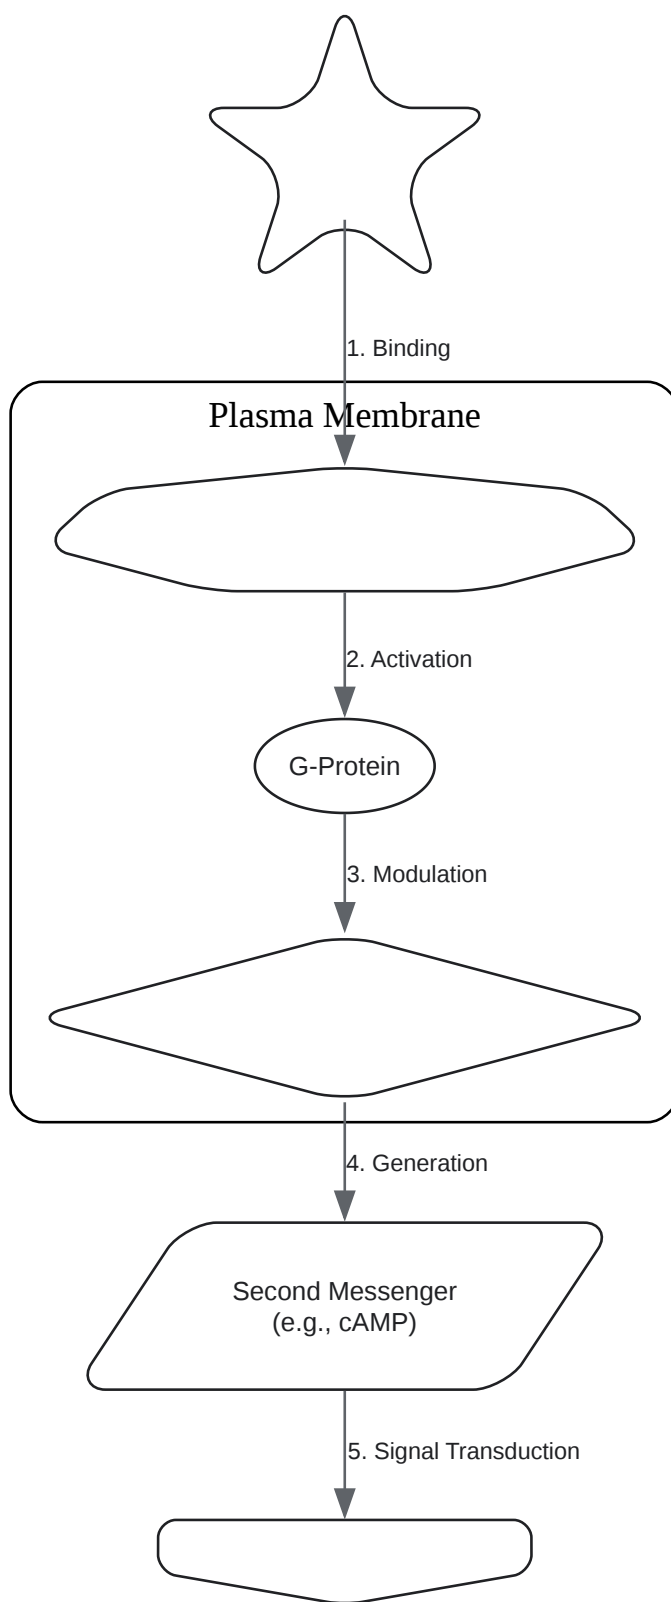 1. Binding
Plasma Membrane
2. Activation
G-Protein
3. Modulation
4. Generation
Second Messenger
(e.g., cAMP)
5. Signal Transduction